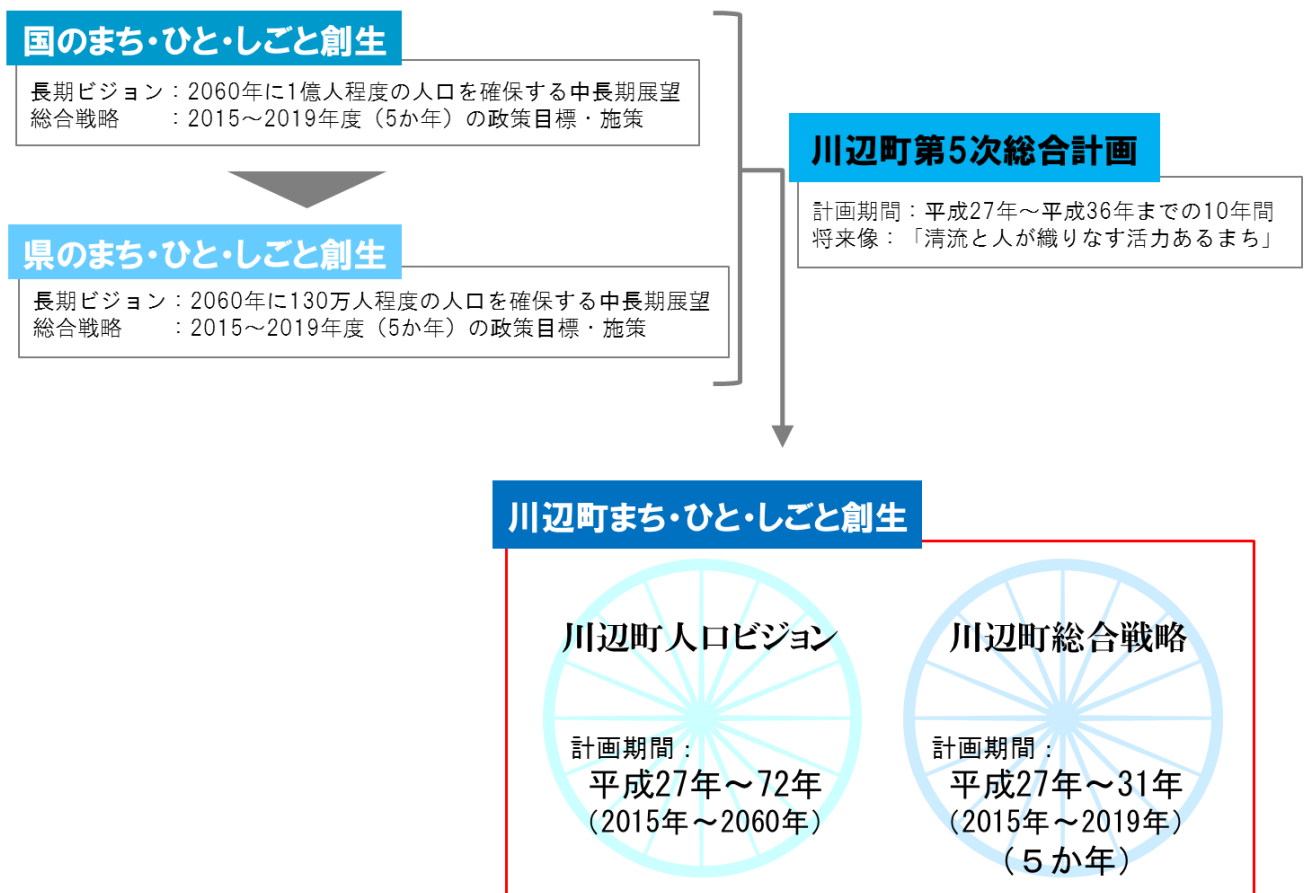 国のまち・ひと・しごと創生
長期ビジョン：2060年に1億人程度の人口を確保する中長期展望
総合戦略　　：2015～2019年度（5か年）の政策目標・施策
県のまち・ひと・しごと創生
長期ビジョン：2060年に130万人程度の人口を確保する中長期展望
総合戦略　　：2015～2019年度（5か年）の政策目標・施策
川辺町第5次総合計画
計画期間：平成27年～平成36年までの10年間
将来像：「清流と人が織りなす活力あるまち」
川辺町まち・ひと・しごと創生
川辺町人口ビジョン
計画期間：
平成27年～72年
（2015年～2060年）
川辺町総合戦略
計画期間：
平成27年～31年
（2015年～2019年）
（５か年）